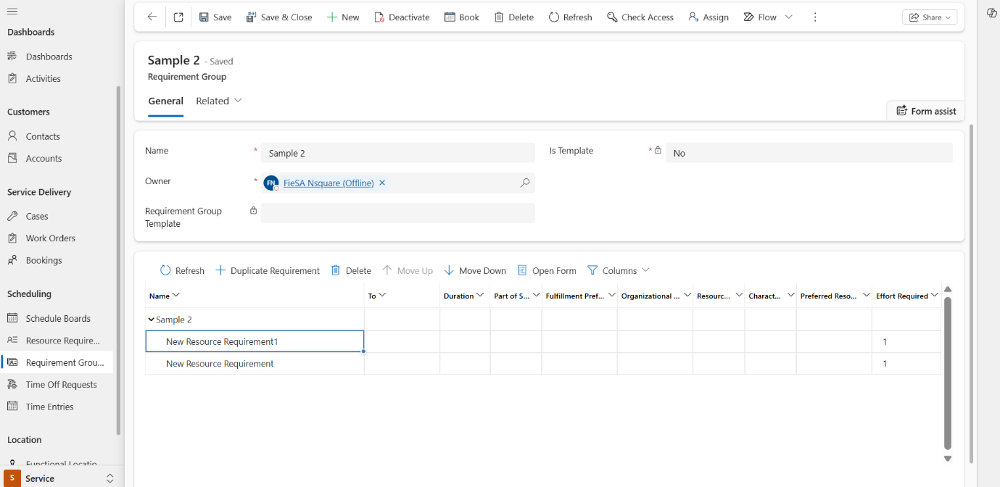 Save
Save & Close
New
Deactivate
Book
Delete
Refresh
Check Access
Assign
Flow
Share
Dashboards
Dashboards
Activities
Customers
Contacts
Accounts
Service Delivery
Cases
Work Orders
Bookings
Scheduling
Schedule Boards
Resource Require...
Requirement Grou...
Time Off Requests
Time Entries
Location
Functional Locatio
S Service
Sample 2 - Saved
Requirement Group
General Related
Form assist
Name * Sample 2
Is Template * No
Owner * FN FieSA Nsquare (Offline)
Requirement Group
Template
Refresh Duplicate Requirement Delete Move Up Move Down Open Form Columns
Name To Duration Part of S... Fulfillment Pref... Organizational ... Resourc... Charact... Preferred Reso... Effort Required
Sample 2
New Resource Requirement1 1
New Resource Requirement 1